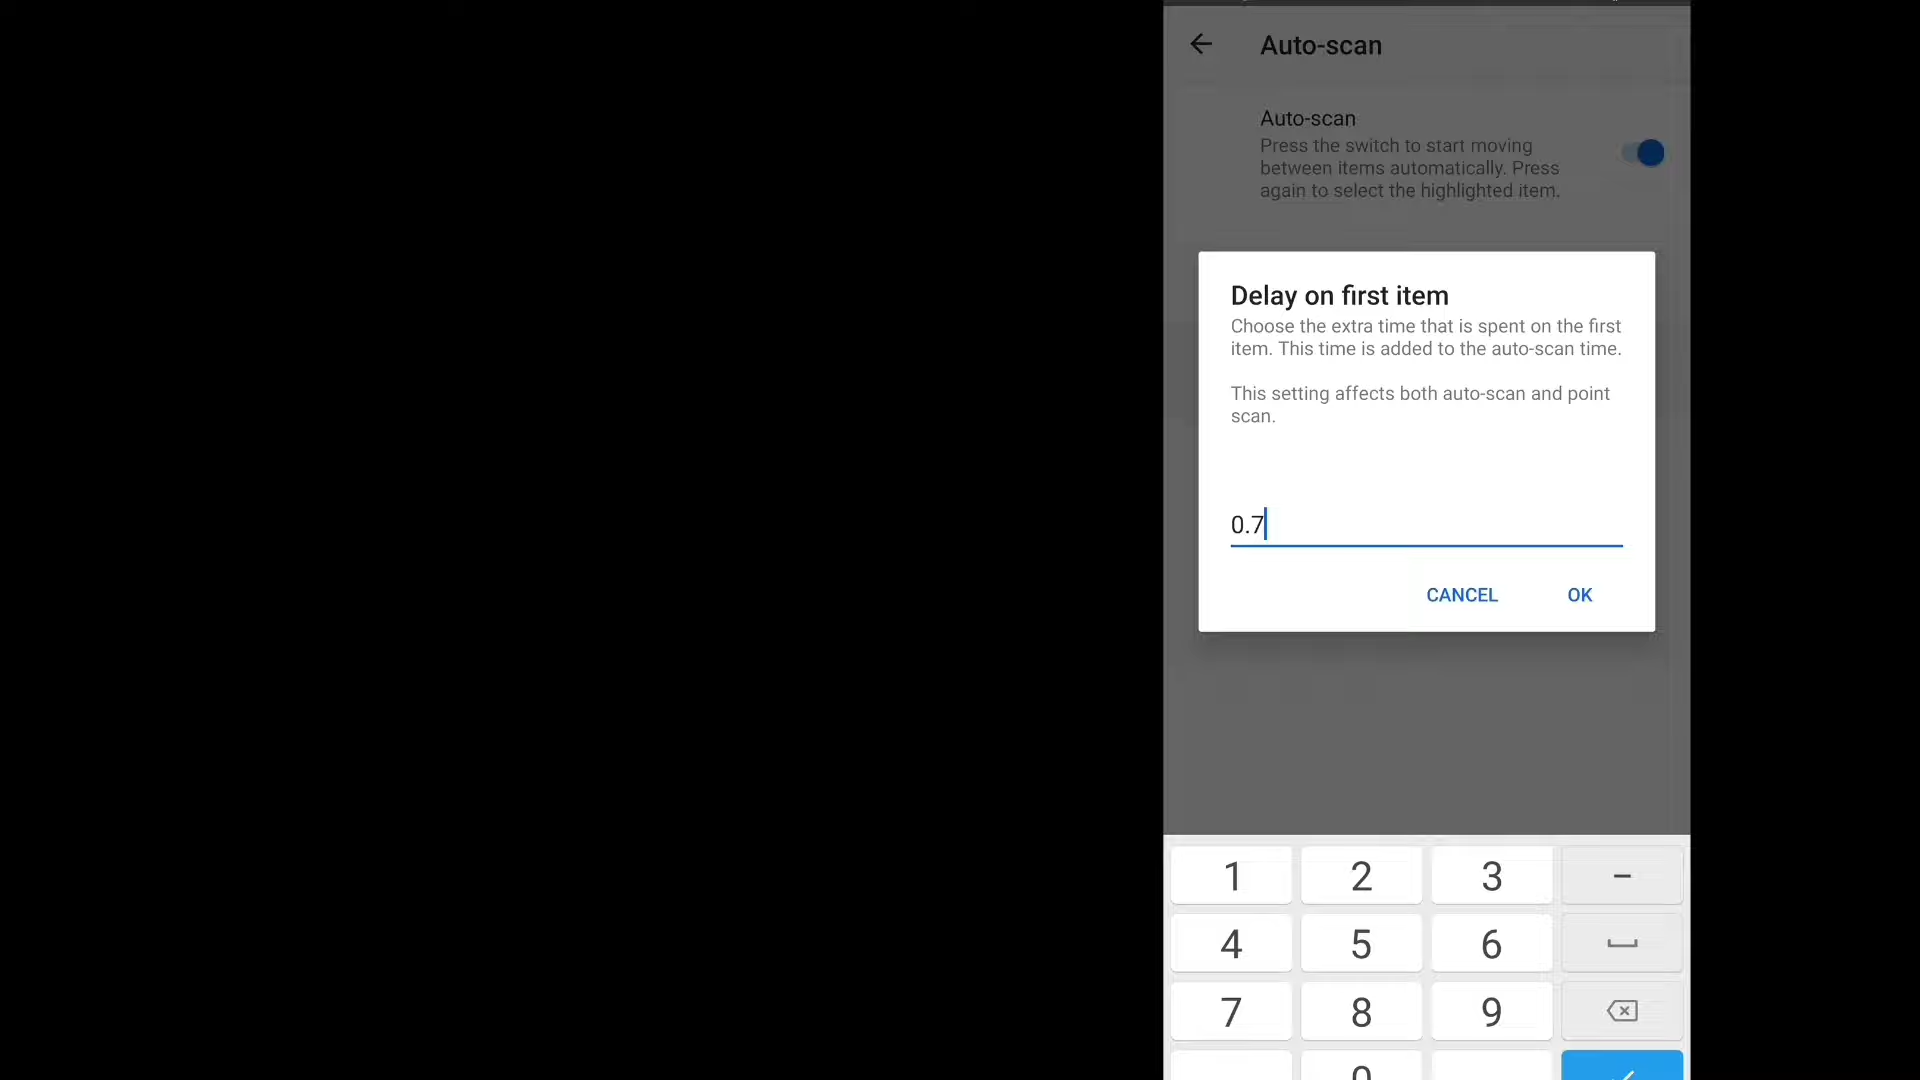 Auto-scan
Auto-scan
Press the switch to start moving
between items automatically. Press
again to select the highlighted item.
Delay on first item
Choose the extra time that is spent on the first
item. This time is added to the auto-scan time.
This setting affects both auto-scan and point
scan.
0.7
CANCEL OK
1 2 3 –
4 5 6
7 8 9
0